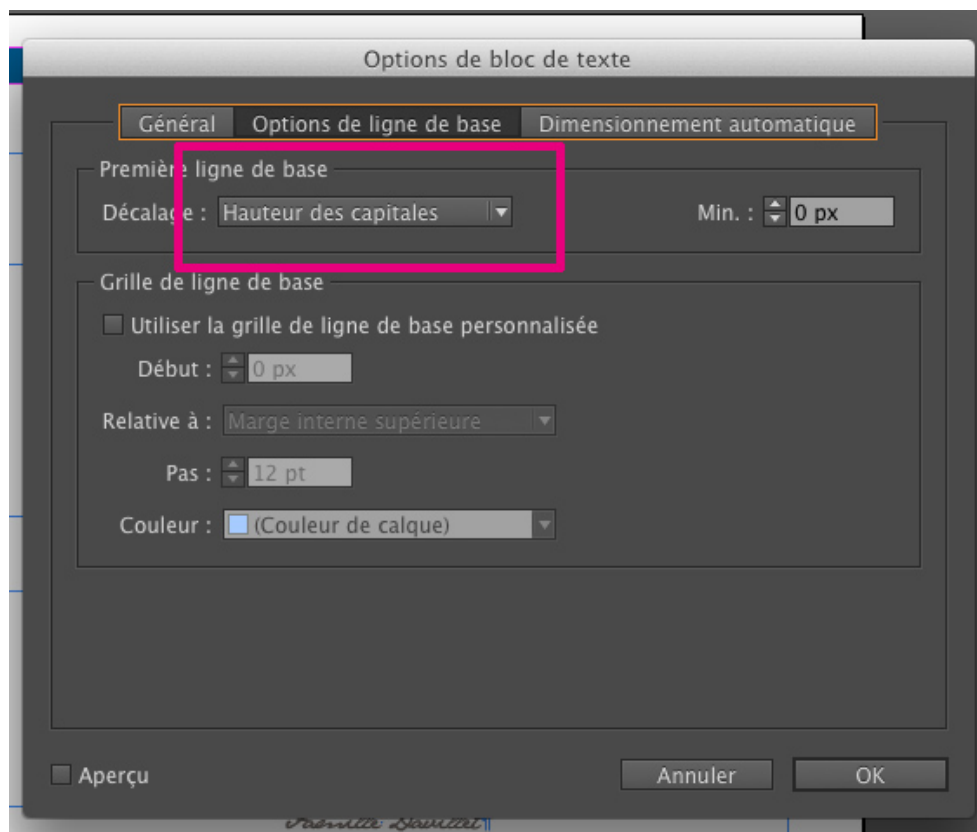 Options de bloc de texte
Général Options de ligne de base Dimensionnement automatique
Première ligne de base
Décalage : Hauteur des capitales Min. : 0 px
Grille de ligne de base
Utiliser la grille de ligne de base personnalisée
Début : 0 px
Relative à : Marge interne supérieure
Pas : 12 pt
Couleur : (Couleur de calque)
Aperçu Annuler OK